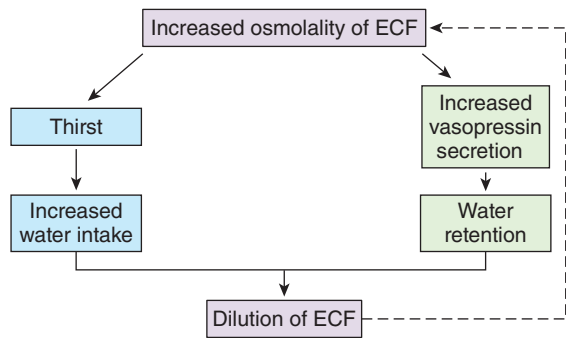 Increased osmolality of ECF
Thirst
Increased
vasopressin
secretion
Increased
water intake
Water
retention
Dilution of ECF